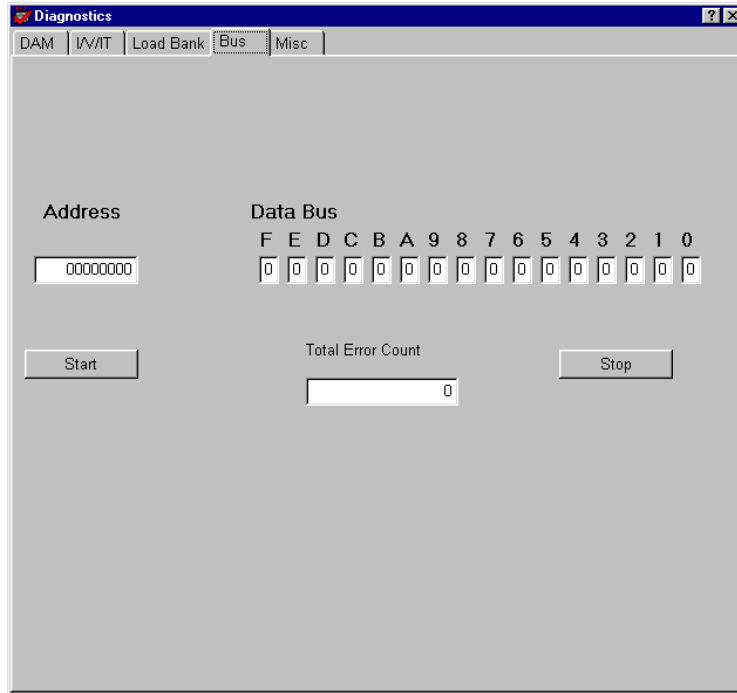 Diagnostics
DAM I/V/IT Load Bank Bus Misc
Address Data Bus
F E D C B A 9 8 7 6 5 4 3 2 1 0
00000000 0 0 0 0 0 0 0 0 0 0 0 0 0 0 0 0
Start Total Error Count Stop
0